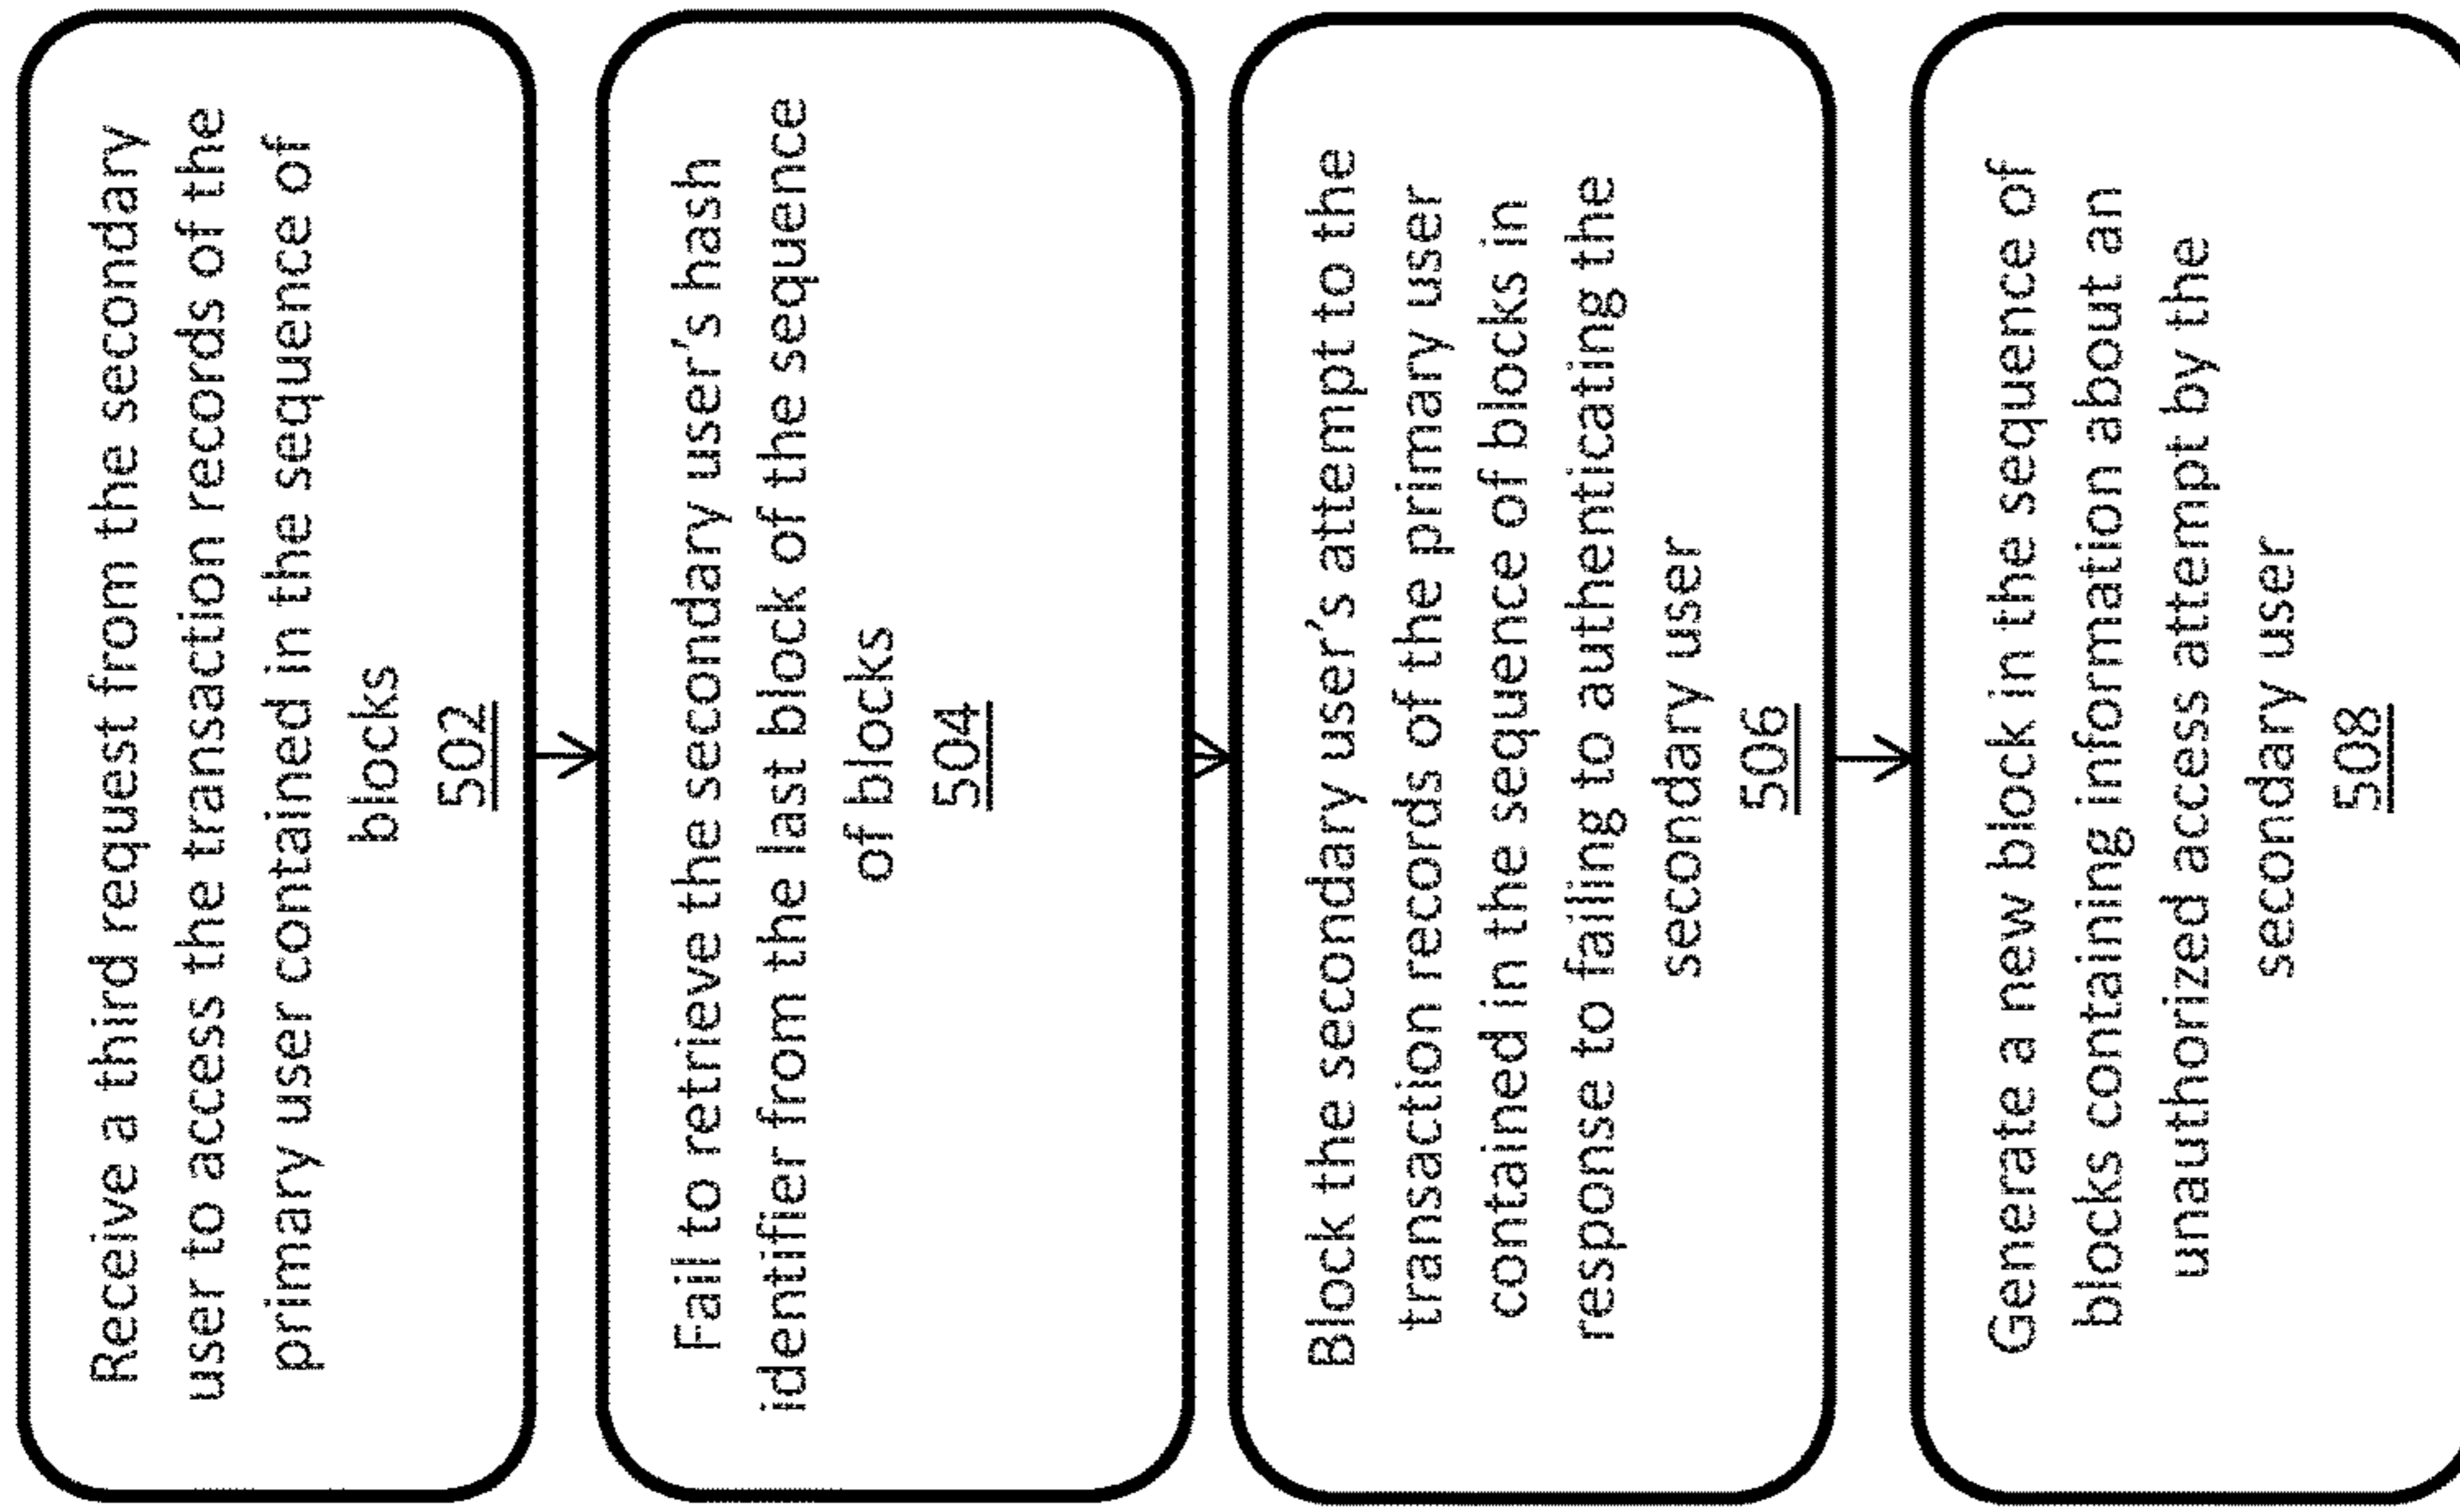 Receive a third request from the secondary
user to access the transaction records of the
primary user contained in the sequence of
blocks
502
Fail to retrieve the secondary user's hash
identifier from the last block of the sequence
of blocks
504
Block the secondary user's attempt to the
transaction records of the primary user
contained in the sequence of blocks in
response to failing to authenticating the
secondary user
506
Generate a new block in the sequence of
blocks containing information about an
unauthorized access attempt by the
secondary user
508